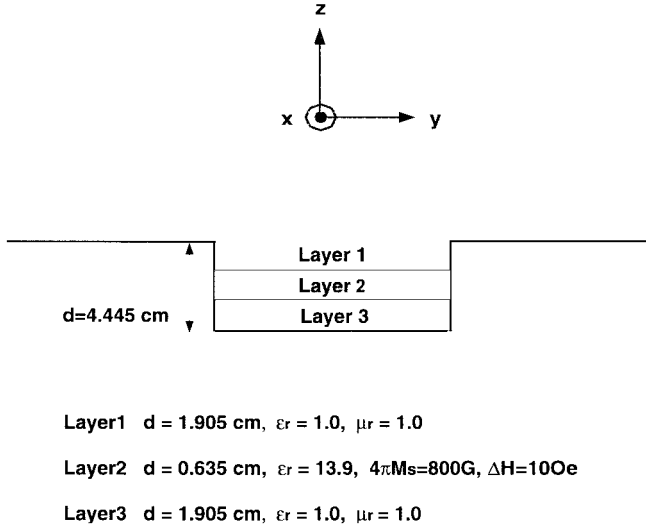 z
x y
Layer 1
Layer 2
Layer 3
d=4.445 cm
Layer1 d = 1.905 cm, εr = 1.0, μr = 1.0
Layer2 d = 0.635 cm, εr = 13.9, 4πMs=800G, ΔH=10Oe
Layer3 d = 1.905 cm, εr = 1.0, μr = 1.0